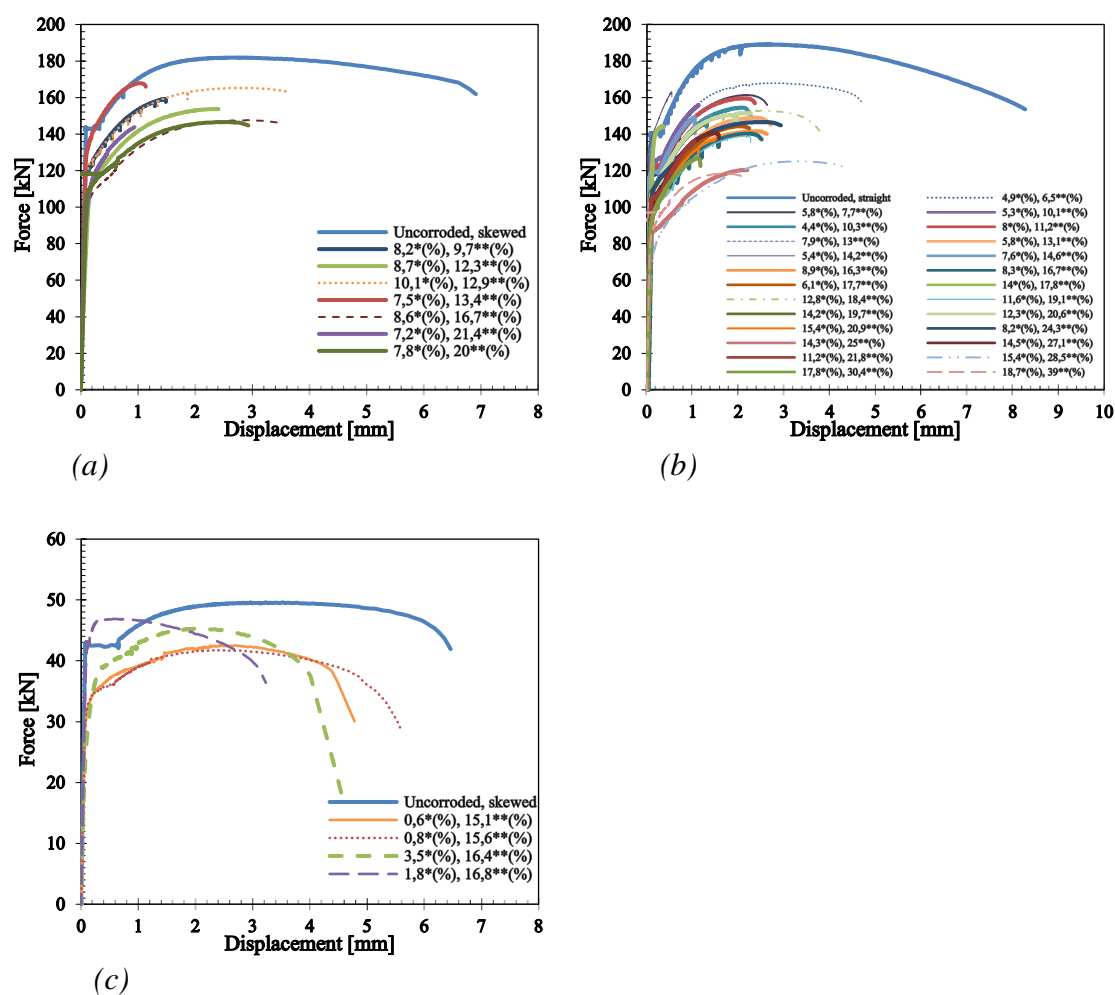 200
180
160
140
120
100
80
60
40
20
0
Force [kN]
0 1 2 3 4 5 6 7 8
Displacement [mm]
Uncorroded, skewed
8,2*(%), 9,7**(%)
8,7*(%), 12,3**(%)
10,1*(%), 12,9**(%)
7,5*(%), 13,4**(%)
8,6*(%), 16,7**(%)
7,2*(%), 21,4**(%)
7,8*(%), 20**(%)
(a)
200
180
160
140
120
100
80
60
40
20
0
Force [kN]
0 1 2 3 4 5 6 7 8 9 10
Displacement [mm]
Uncorroded, straight 4,9*(%), 6,5**(%)
5,8*(%), 7,7**(%) 5,3*(%), 10,1**(%)
4,4*(%), 10,3**(%) 8*(%), 11,2**(%)
7,9*(%), 13**(%) 5,8*(%), 13,1**(%)
5,4*(%), 14,2**(%) 7,6*(%), 14,6**(%)
8,9*(%), 16,3**(%) 8,3*(%), 16,7**(%)
6,1*(%), 17,7**(%) 14*(%), 17,8**(%)
12,8*(%), 18,4**(%) 11,6*(%), 19,1**(%)
14,2*(%), 19,7**(%) 12,3*(%), 20,6**(%)
15,4*(%), 20,9**(%) 8,2*(%), 24,3**(%)
14,3*(%), 25**(%) 14,5*(%), 27,1**(%)
11,2*(%), 21,8**(%) 15,4*(%), 28,5**(%)
17,8*(%), 30,4**(%) 18,7*(%), 39**(%)
(b)
60
50
40
30
20
10
0
Force [kN]
0 1 2 3 4 5 6 7 8
Displacement [mm]
Uncorroded, skewed
0,6*(%), 15,1**(%)
0,8*(%), 15,6**(%)
3,5*(%), 16,4**(%)
1,8*(%), 16,8**(%)
(c)